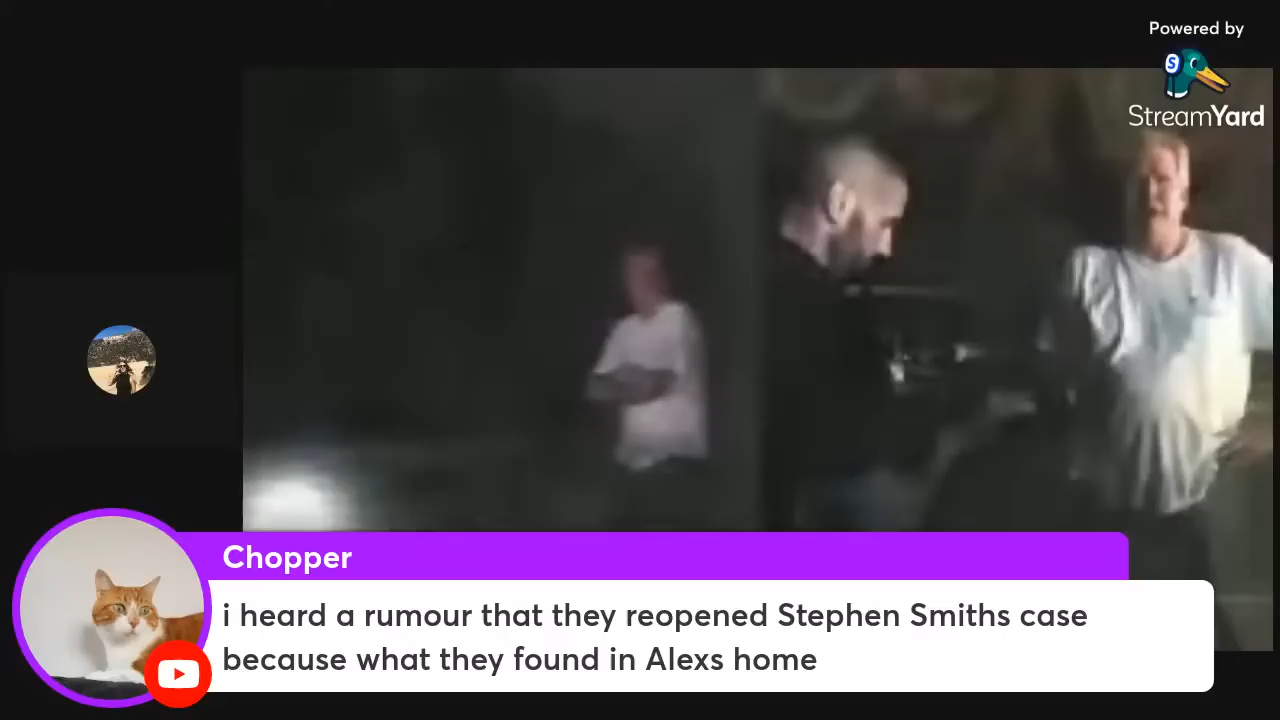 Powered by
S
StreamYard
Chopper
i heard a rumour that they reopened Stephen Smiths case
because what they found in Alexs home